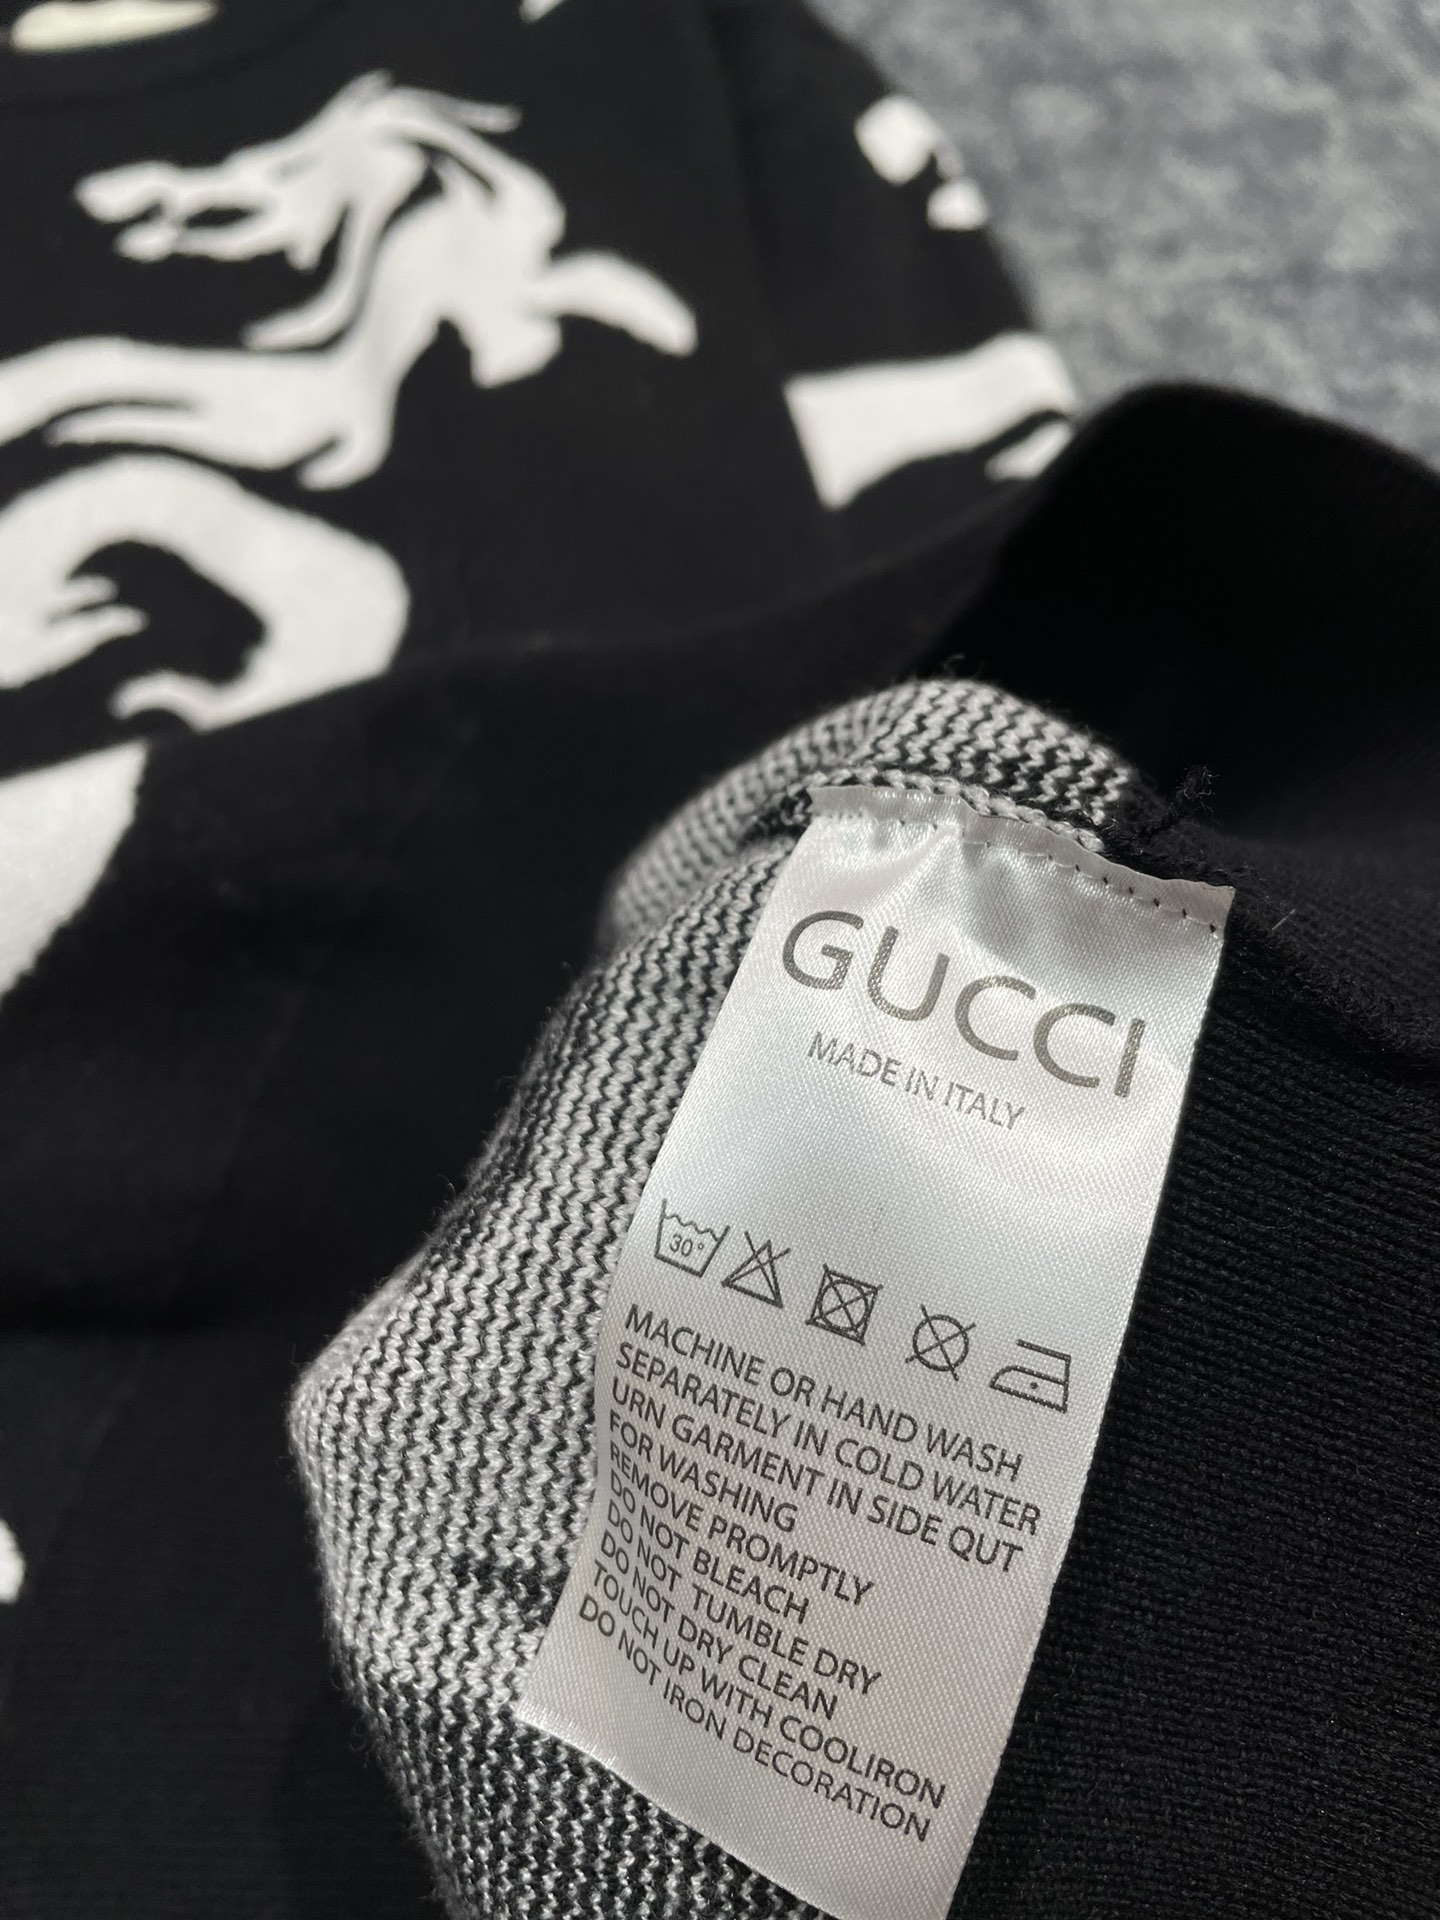 GUCCI
MADE IN ITALY
30°
MACHINE OR HAND WASH
SEPARATELY IN COLD WATER
URN GARMENT IN SIDE QUT
FOR WASHING
REMOVE PROMPTLY
DO NOT BLEACH
DO NOT TUMBLE DRY
DO NOT DRY CLEAN
TOUCH UP WITH COOLIRON
DO NOT IRON DECORATION